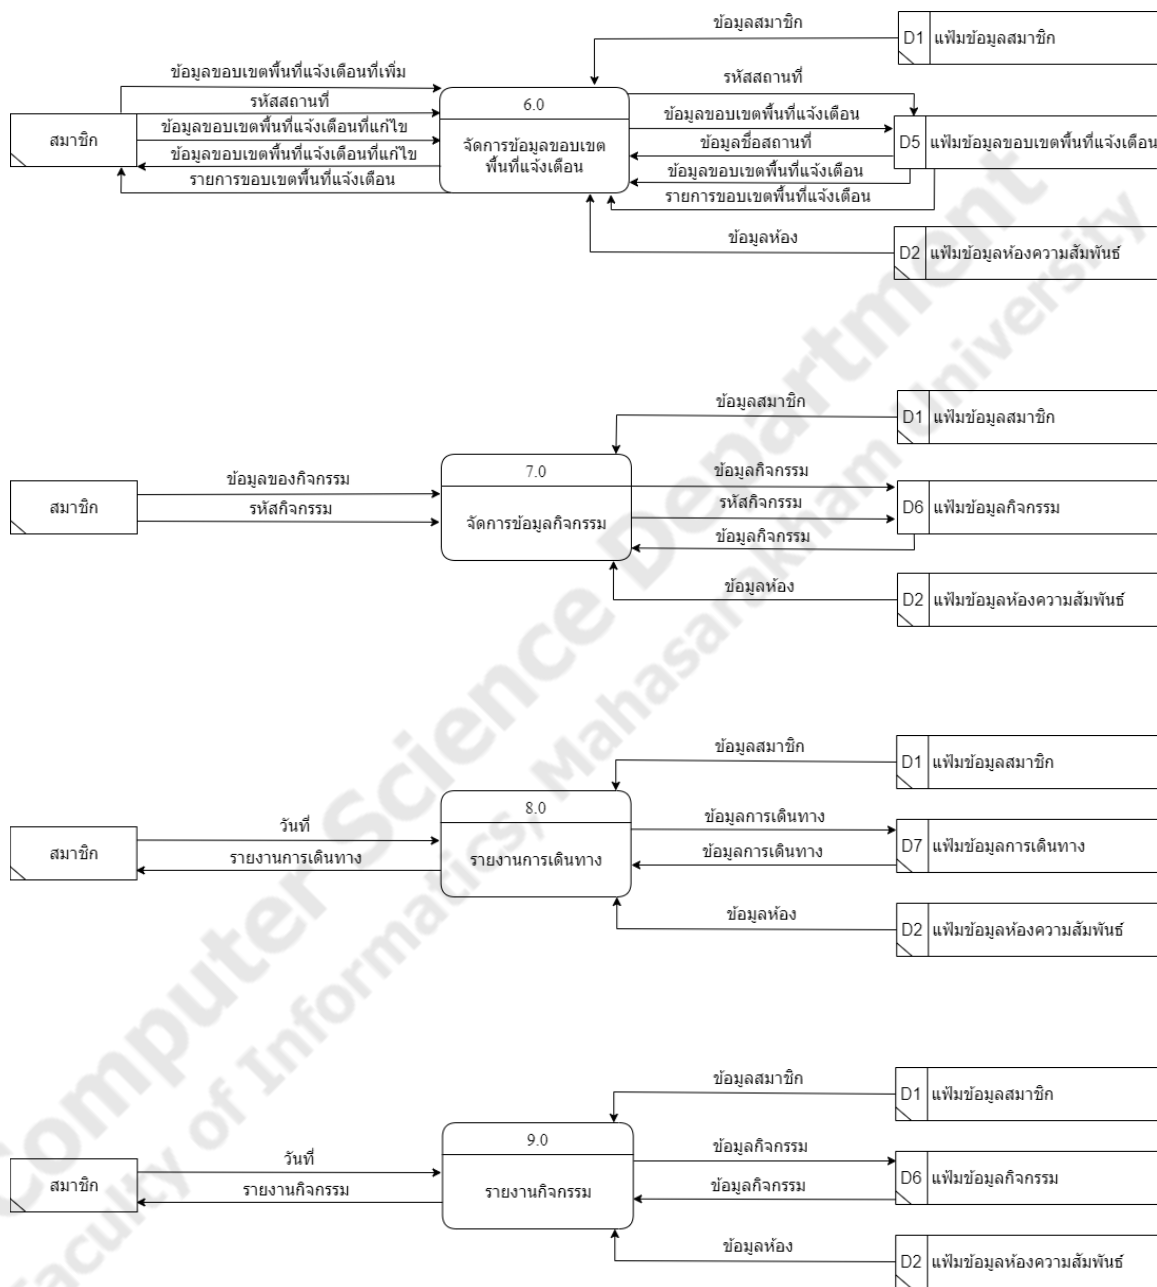 ข้อมูลสมาชิก
D1 แฟ้มข้อมูลสมาชิก
ข้อมูลขอบเขตพื้นที่แจ้งเตือนที่เพิ่ม
รหัสสถานที่
รหัสสถานที่
6.0
ข้อมูลขอบเขตพื้นที่แจ้งเตือน
สมาชิก
ข้อมูลขอบเขตพื้นที่แจ้งเตือนที่แก้ไข
จัดการข้อมูลขอบเขต
พื้นที่แจ้งเตือน
ข้อมูลชื่อสถานที่
D5 แฟ้มข้อมูลขอบเขตพื้นที่แจ้งเตือน
ข้อมูลขอบเขตพื้นที่แจ้งเตือนที่แก้ไข
ข้อมูลขอบเขตพื้นที่แจ้งเตือน
รายการขอบเขตพื้นที่แจ้งเตือน
รายการขอบเขตพื้นที่แจ้งเตือน
ข้อมูลห้อง
D2 แฟ้มข้อมูลห้องความสัมพันธ์
ข้อมูลสมาชิก
D1 แฟ้มข้อมูลสมาชิก
ข้อมูลของกิจกรรม
7.0
ข้อมูลกิจกรรม
สมาชิก
รหัสกิจกรรม
จัดการข้อมูลกิจกรรม
รหัสกิจกรรม
D6 แฟ้มข้อมูลกิจกรรม
ข้อมูลกิจกรรม
ข้อมูลห้อง
D2 แฟ้มข้อมูลห้องความสัมพันธ์
ข้อมูลสมาชิก
D1 แฟ้มข้อมูลสมาชิก
วันที่
8.0
ข้อมูลการเดินทาง
สมาชิก
รายงานการเดินทาง
รายงานการเดินทาง
ข้อมูลการเดินทาง
D7 แฟ้มข้อมูลการเดินทาง
ข้อมูลห้อง
D2 แฟ้มข้อมูลห้องความสัมพันธ์
ข้อมูลสมาชิก
D1 แฟ้มข้อมูลสมาชิก
วันที่
9.0
ข้อมูลกิจกรรม
สมาชิก
รายงานกิจกรรม
รายงานกิจกรรม
ข้อมูลกิจกรรม
D6 แฟ้มข้อมูลกิจกรรม
ข้อมูลห้อง
D2 แฟ้มข้อมูลห้องความสัมพันธ์
Computer Science Department
Faculty of Informatics, Mahasarakham University